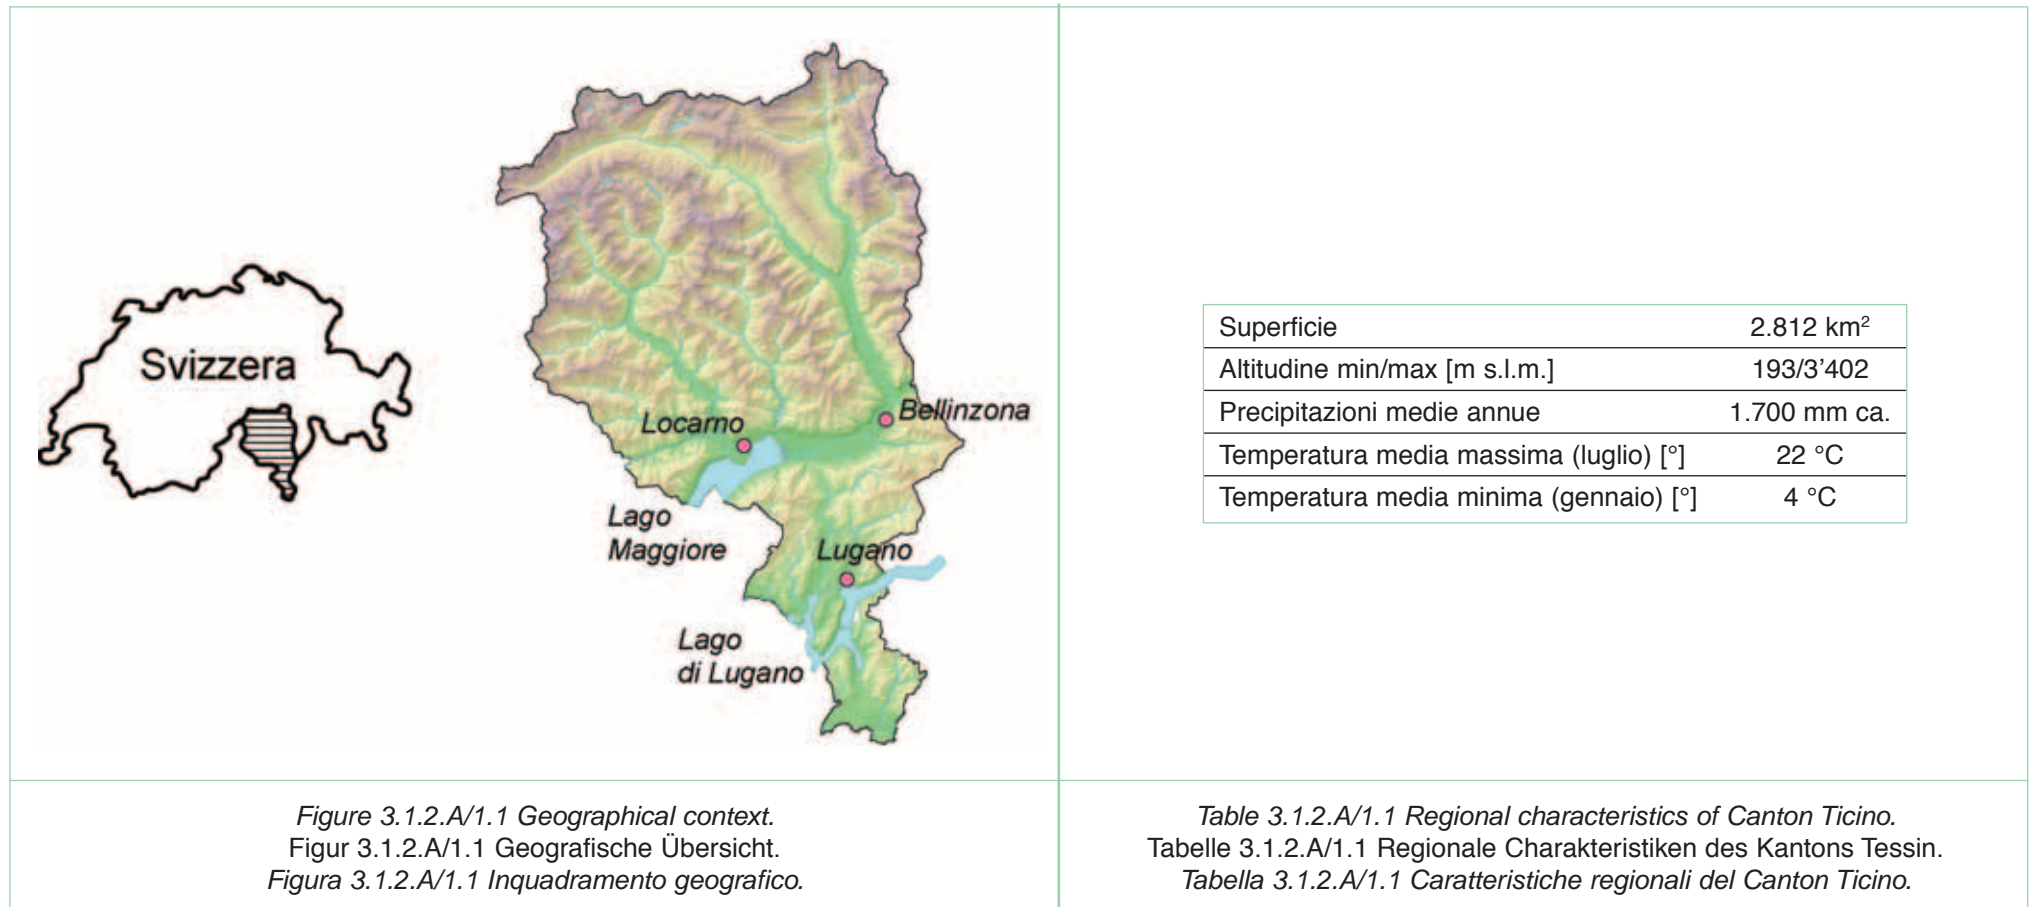 Svizzera
Locarno
Bellinzona
Lago
Maggiore
Lugano
Lago
di Lugano
Superficie 2.812 km²
Altitudine min/max [m s.l.m.] 193/3’402
Precipitazioni medie annue 1.700 mm ca.
Temperatura media massima (luglio) [°] 22 °C
Temperatura media minima (gennaio) [°] 4 °C
Figure 3.1.2.A/1.1 Geographical context.
Figur 3.1.2.A/1.1 Geografische Übersicht.
Figura 3.1.2.A/1.1 Inquadramento geografico.
Table 3.1.2.A/1.1 Regional characteristics of Canton Ticino.
Tabelle 3.1.2.A/1.1 Regionale Charakteristiken des Kantons Tessin.
Tabella 3.1.2.A/1.1 Caratteristiche regionali del Canton Ticino.